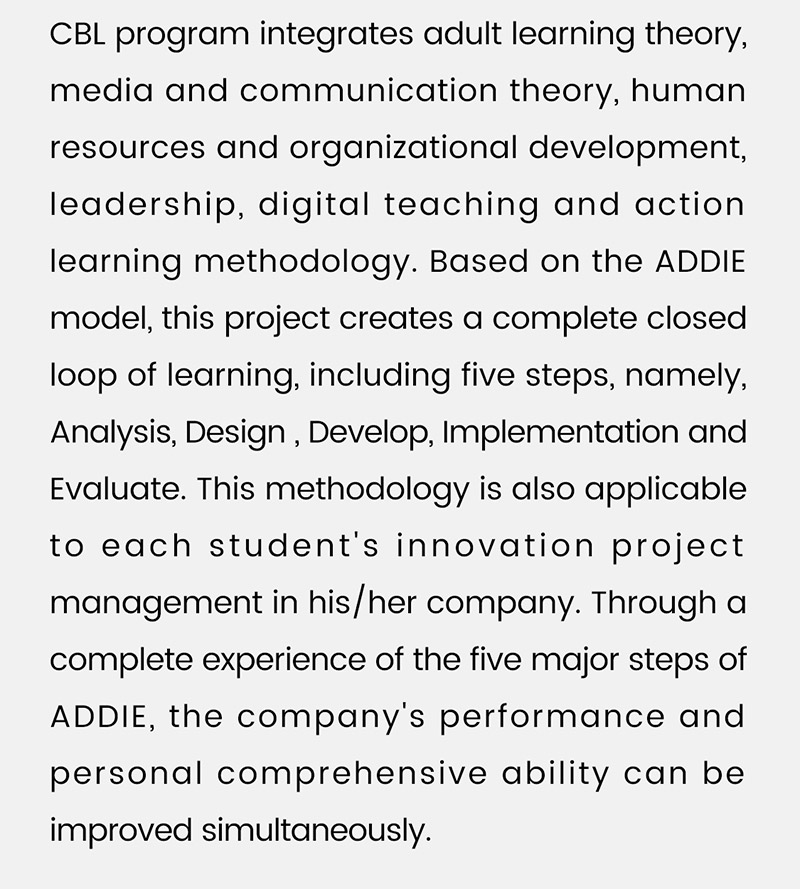 CBL program integrates adult learning theory,
media and communication theory, human
resources and organizational development,
leadership, digital teaching and action
learning methodology. Based on the ADDIE
model, this project creates a complete closed
loop of learning, including five steps, namely,
Analysis, Design , Develop, Implementation and
Evaluate. This methodology is also applicable
to each student's innovation project
management in his/her company. Through a
complete experience of the five major steps of
ADDIE, the company's performance and
personal comprehensive ability can be
improved simultaneously.